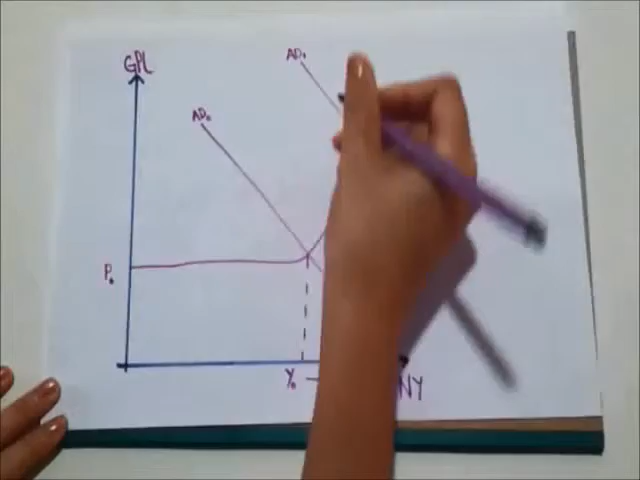 GPL
AD₁
AD₀
P₀
Y₀ → NY